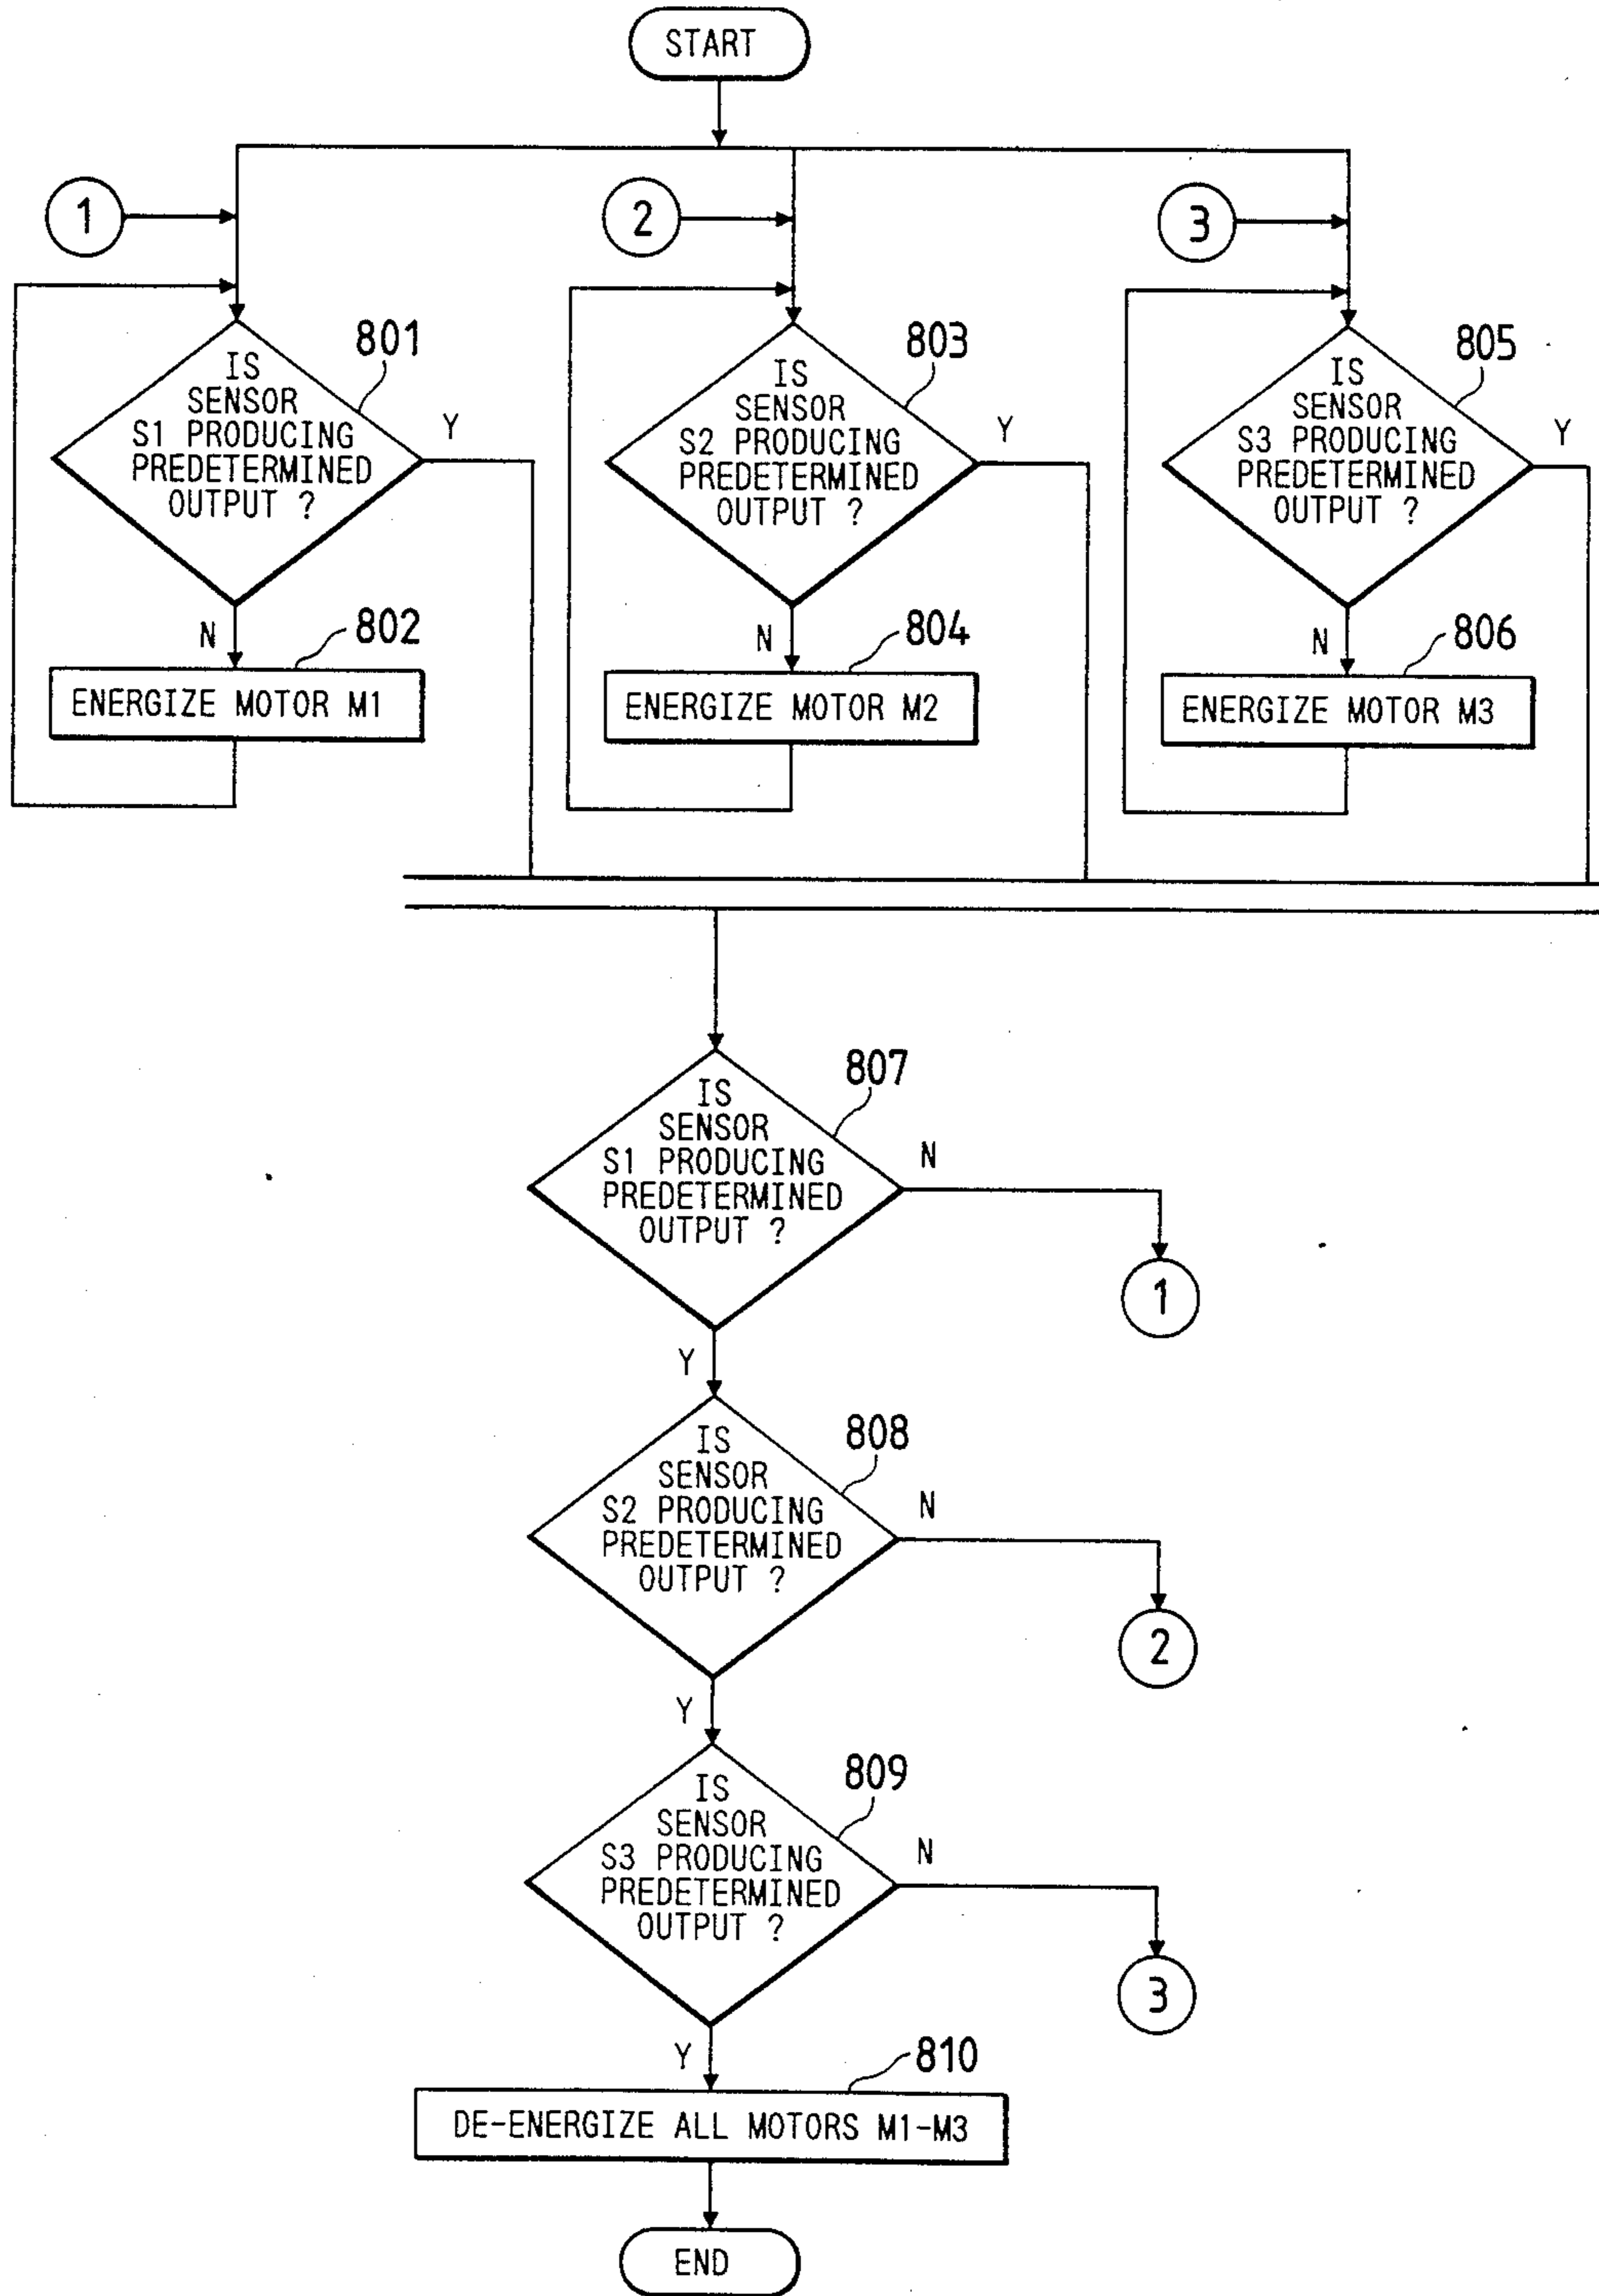 START
1
2
3
801
IS
SENSOR
S1 PRODUCING
PREDETERMINED
OUTPUT ?
Y
N
802
ENERGIZE MOTOR M1
803
IS
SENSOR
S2 PRODUCING
PREDETERMINED
OUTPUT ?
Y
N
804
ENERGIZE MOTOR M2
805
IS
SENSOR
S3 PRODUCING
PREDETERMINED
OUTPUT ?
Y
N
806
ENERGIZE MOTOR M3
807
IS
SENSOR
S1 PRODUCING
PREDETERMINED
OUTPUT ?
N
1
Y
808
IS
SENSOR
S2 PRODUCING
PREDETERMINED
OUTPUT ?
N
2
Y
809
IS
SENSOR
S3 PRODUCING
PREDETERMINED
OUTPUT ?
N
3
Y
810
DE-ENERGIZE ALL MOTORS M1-M3
END